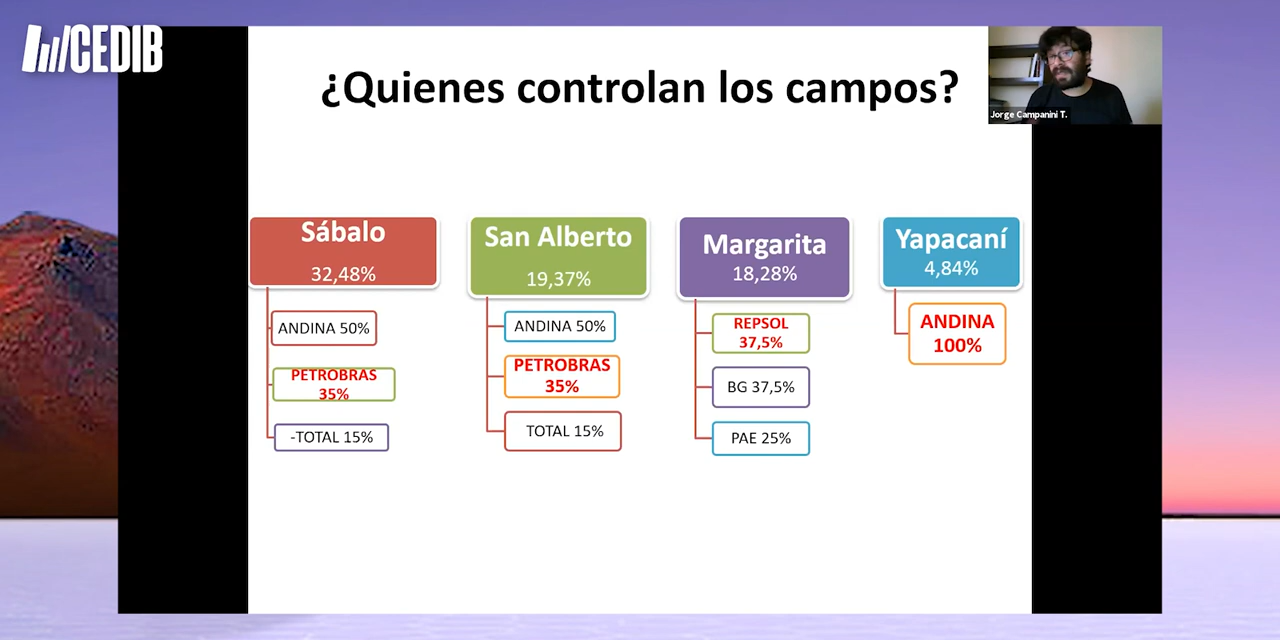 CEDIB
¿Quienes controlan los campos?
Jorge Campanini T.
Sábalo
32,48%
ANDINA 50%
PETROBRAS
35%
-TOTAL 15%
San Alberto
19,37%
ANDINA 50%
PETROBRAS
35%
TOTAL 15%
Margarita
18,28%
REPSOL
37,5%
BG 37,5%
PAE 25%
Yapacaní
4,84%
ANDINA
100%